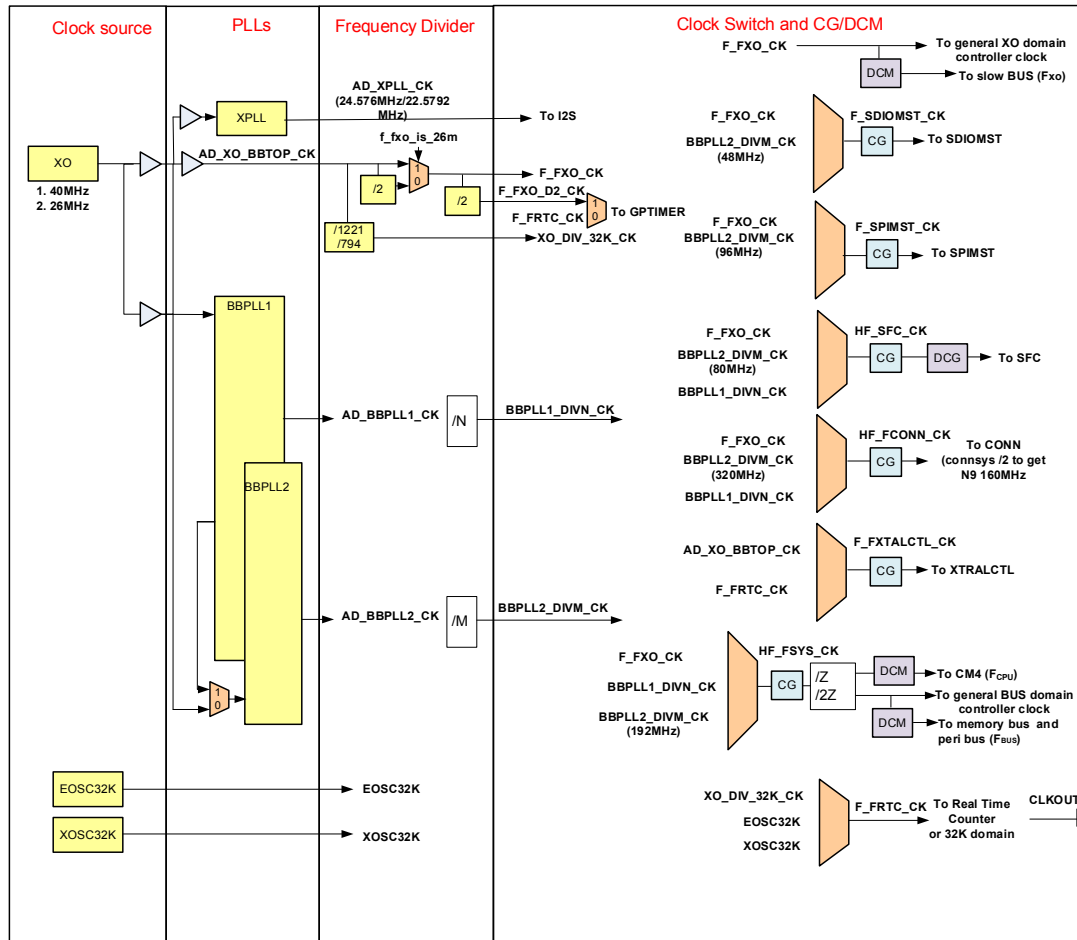 Clock source
PLLs
Frequency Divider
Clock Switch and CG/DCM
XO
1. 40MHz
2. 26MHz
XPLL
AD_XPLL_CK
(24.576MHz/22.5792
MHz)
To I2S
f_fxo_is_26m
AD_XO_BBTOP_CK
/2
1
0
F_FXO_CK
/2
F_FXO_D2_CK
F_FRTC_CK
1
0
To GPTIMER
/1221
/794
XO_DIV_32K_CK
BBPLL1
AD_BBPLL1_CK
/N
BBPLL1_DIVN_CK
BBPLL2
AD_BBPLL2_CK
/M
BBPLL2_DIVM_CK
1
0
EOSC32K
EOSC32K
XOSC32K
XOSC32K
F_FXO_CK
To general XO domain
controller clock
DCM
To slow BUS (Fxo)
F_FXO_CK
BBPLL2_DIVM_CK
(48MHz)
F_SDIOMST_CK
CG
To SDIOMST
F_FXO_CK
BBPLL2_DIVM_CK
(96MHz)
F_SPIMST_CK
CG
To SPIMST
F_FXO_CK
BBPLL2_DIVM_CK
(80MHz)
BBPLL1_DIVN_CK
HF_SFC_CK
CG
DCG
To SFC
F_FXO_CK
BBPLL2_DIVM_CK
(320MHz)
BBPLL1_DIVN_CK
HF_FCONN_CK
CG
To CONN
(connsys /2 to get
N9 160MHz
AD_XO_BBTOP_CK
F_FRTC_CK
F_FXTALCTL_CK
CG
To XTRALCTL
F_FXO_CK
BBPLL1_DIVN_CK
BBPLL2_DIVM_CK
(192MHz)
HF_FSYS_CK
CG
/Z
/2Z
DCM
To CM4 (FCPU)
To general BUS domain
controller clock
DCM
To memory bus and
peri bus (FBUS)
XO_DIV_32K_CK
EOSC32K
XOSC32K
F_FRTC_CK
To Real Time
Counter
or 32K domain
CLKOUT